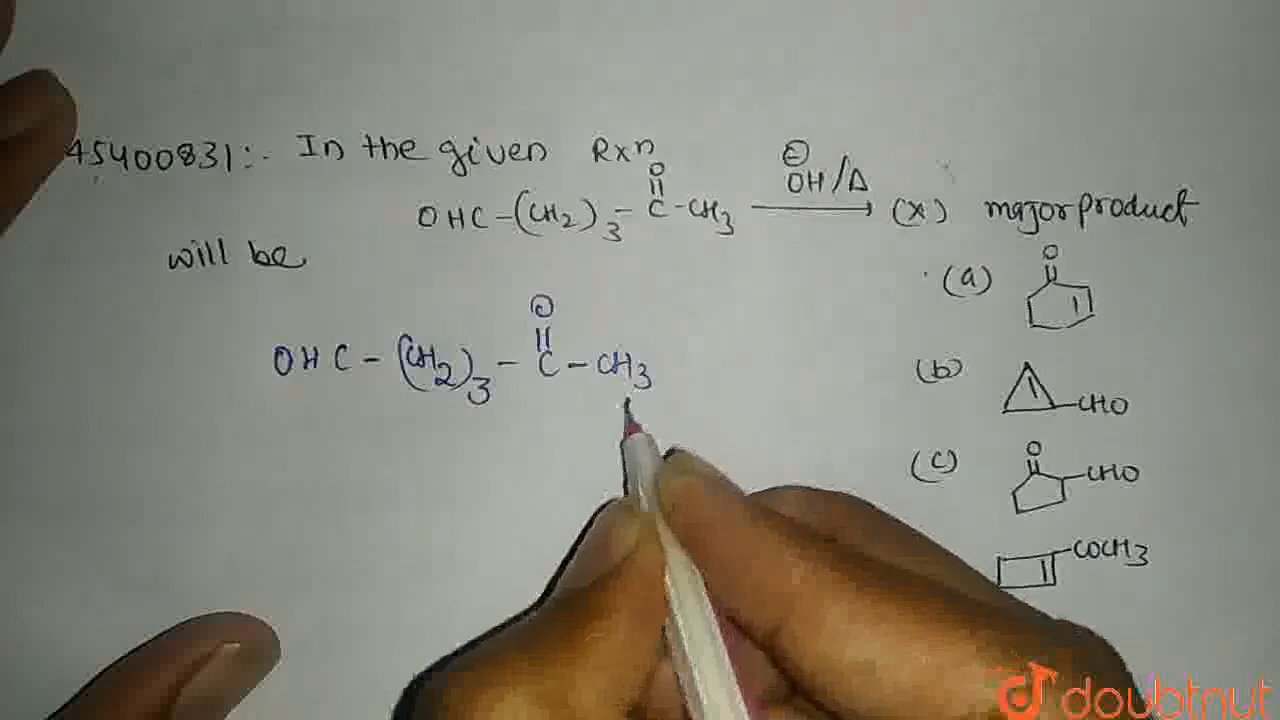 45400831:- In the given Rxn
OHC-(CH2)3-C-CH3 ⊖OH/Δ (X) major product
O
will be
(a) O
O
OHC-(CH2)3-C-CH3
(b) CHO
(c) O CHO
COCH3
doubtnut